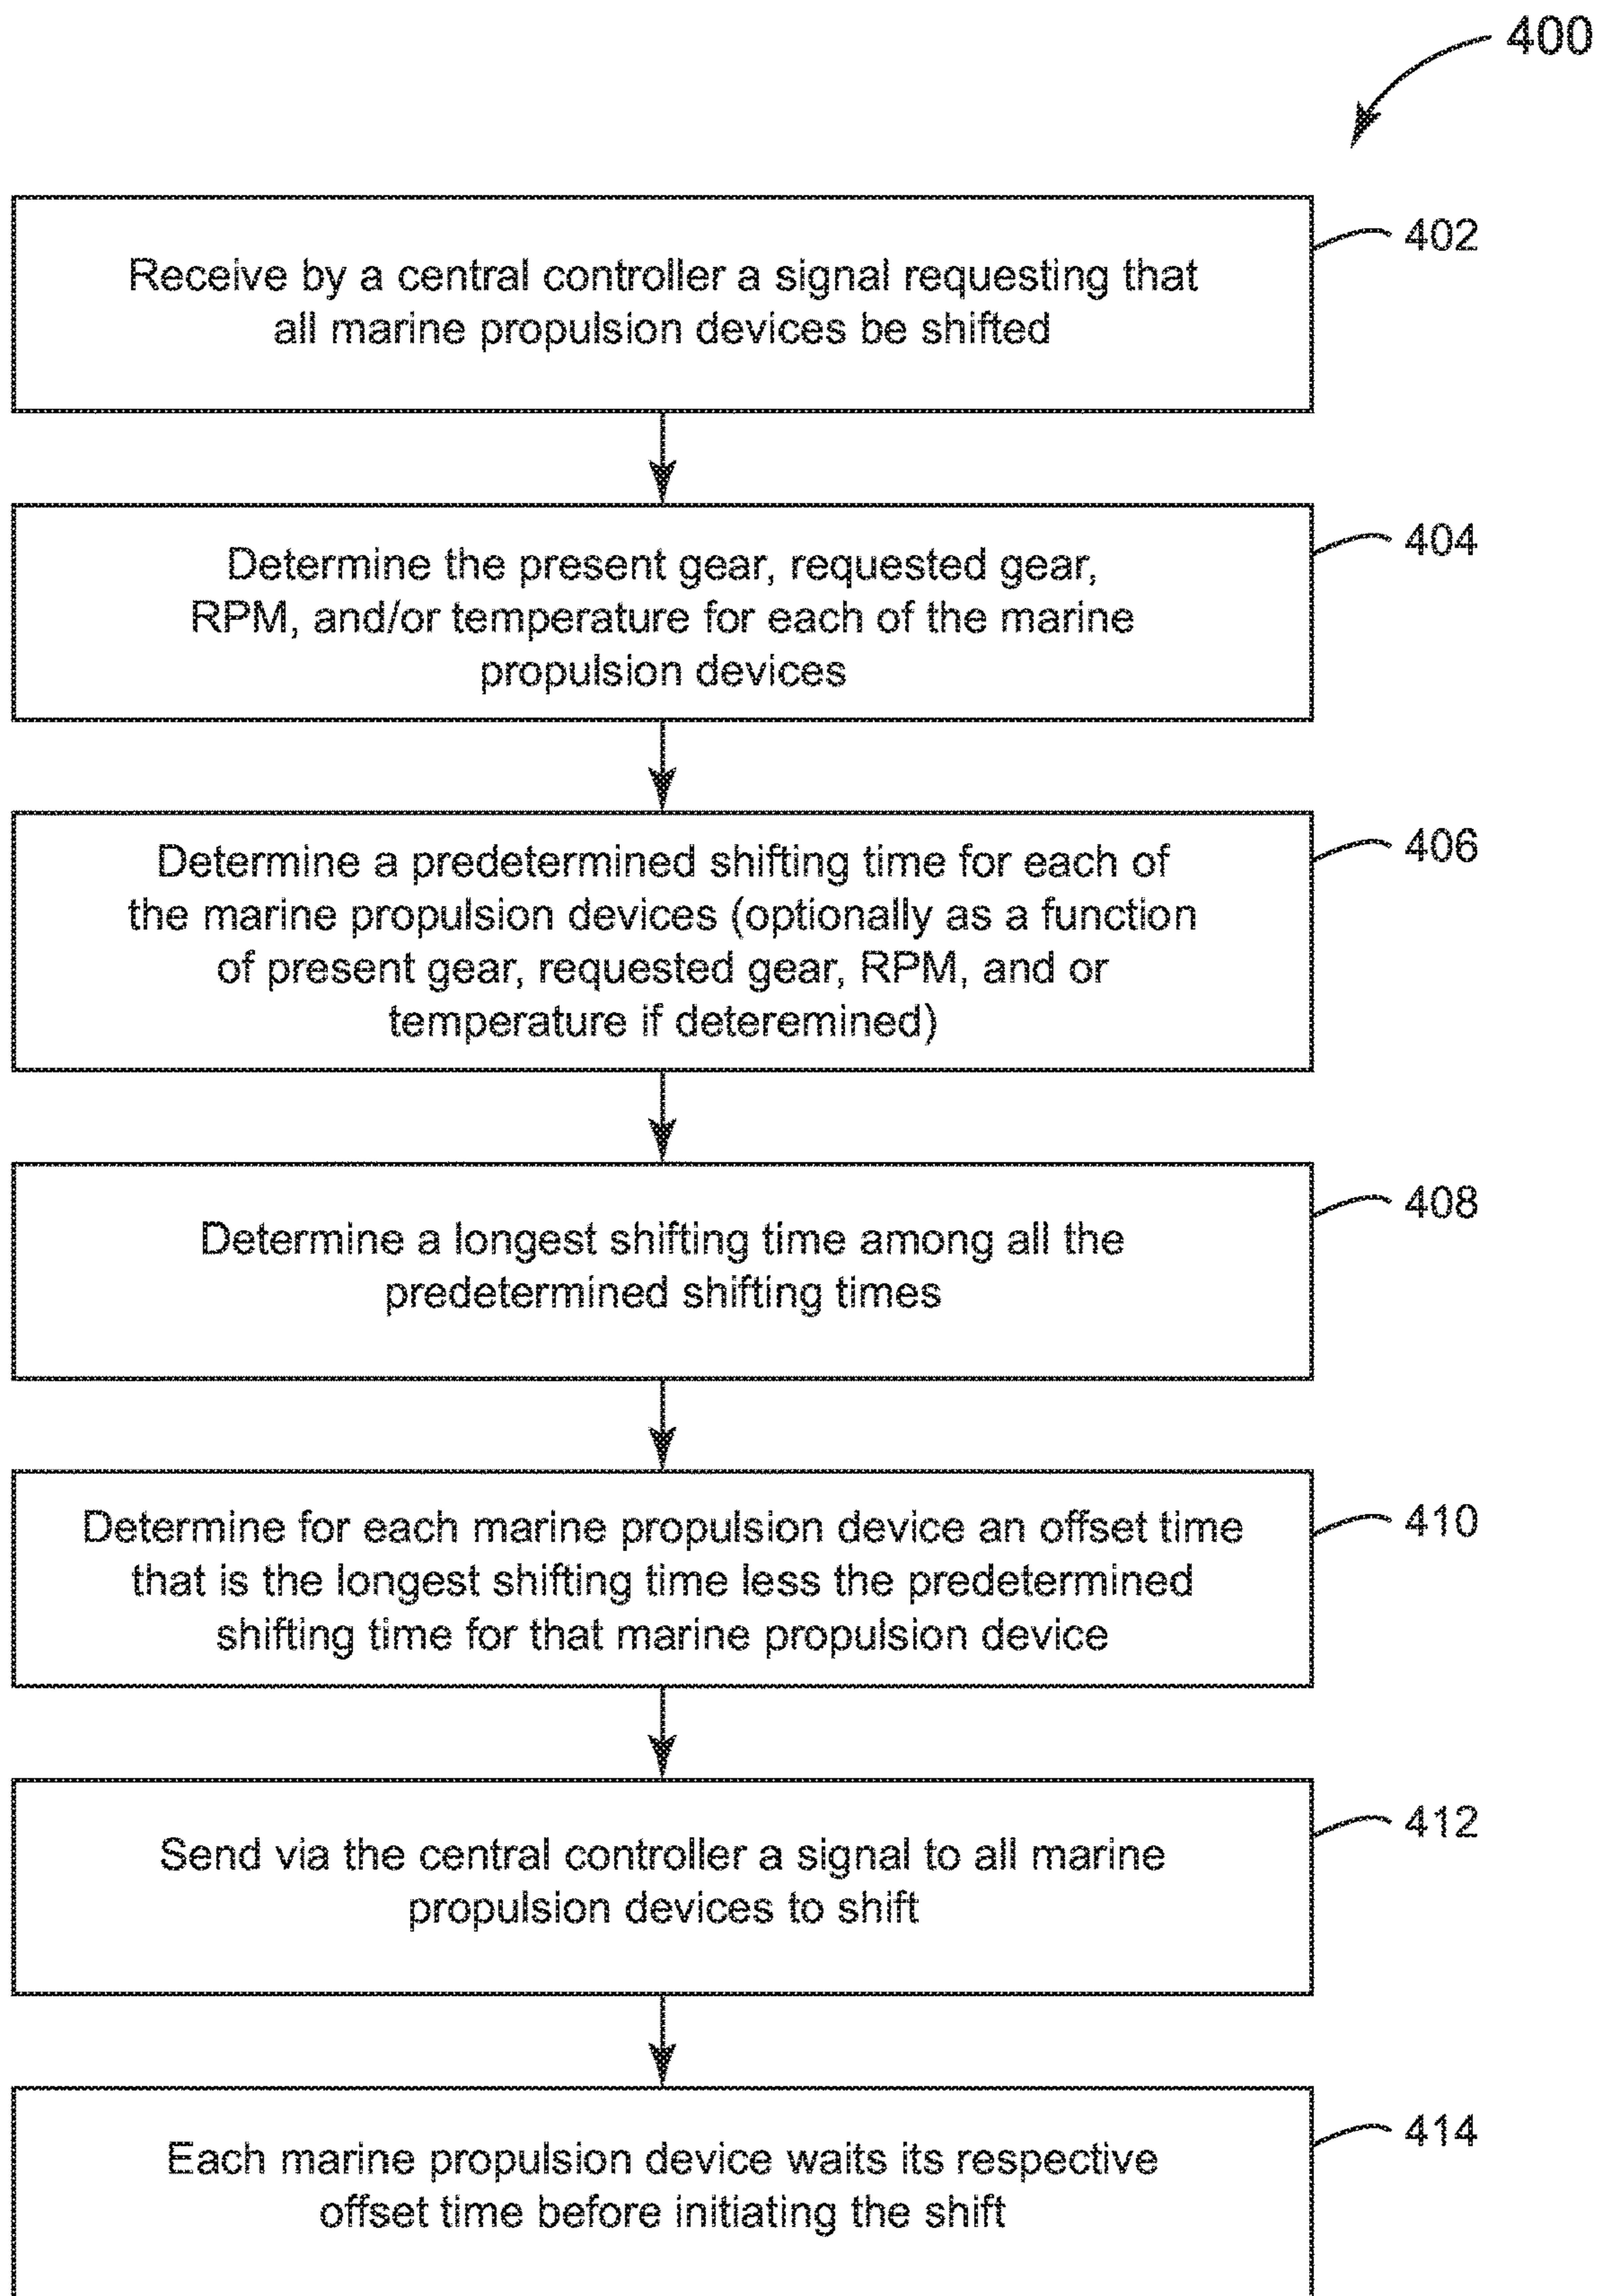 400
Receive by a central controller a signal requesting that
all marine propulsion devices be shifted
402
Determine the present gear, requested gear,
RPM, and/or temperature for each of the marine
propulsion devices
404
Determine a predetermined shifting time for each of
the marine propulsion devices (optionally as a function
of present gear, requested gear, RPM, and or
temperature if deteremined)
406
Determine a longest shifting time among all the
predetermined shifting times
408
Determine for each marine propulsion device an offset time
that is the longest shifting time less the predetermined
shifting time for that marine propulsion device
410
Send via the central controller a signal to all marine
propulsion devices to shift
412
Each marine propulsion device waits its respective
offset time before initiating the shift
414